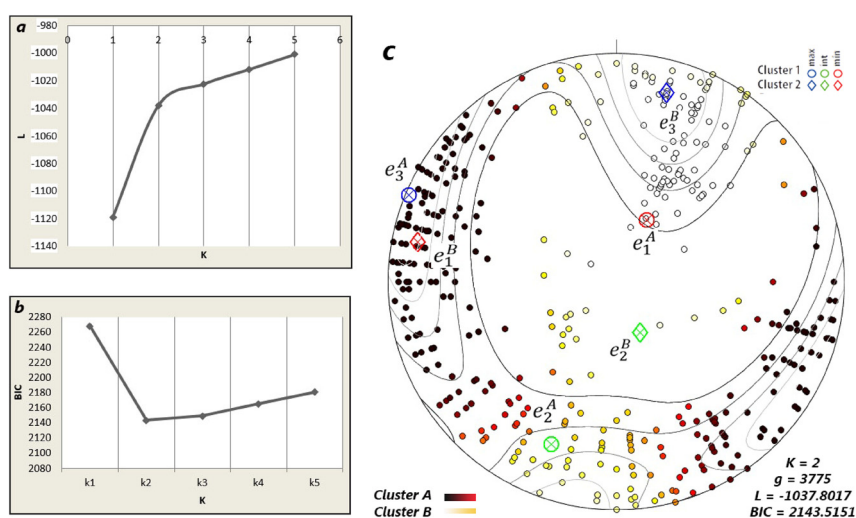 a
-980
-1000
-1020
-1040
-1060
-1080
-1100
-1120
-1140
0 1 2 3 4 5 6
L
K
b
2280
2260
2240
2220
2200
2180
2160
2140
2120
2100
2080
BIC
k1 k2 k3 k4 k5
K
c
max int min
Cluster 1
Cluster 2
e₃ᴮ
e₃ᴬ
e₁ᴬ
e₁ᴮ
e₂ᴮ
e₂ᴬ
Cluster A
Cluster B
K = 2
g = 3775
L = -1037.8017
BIC = 2143.5151